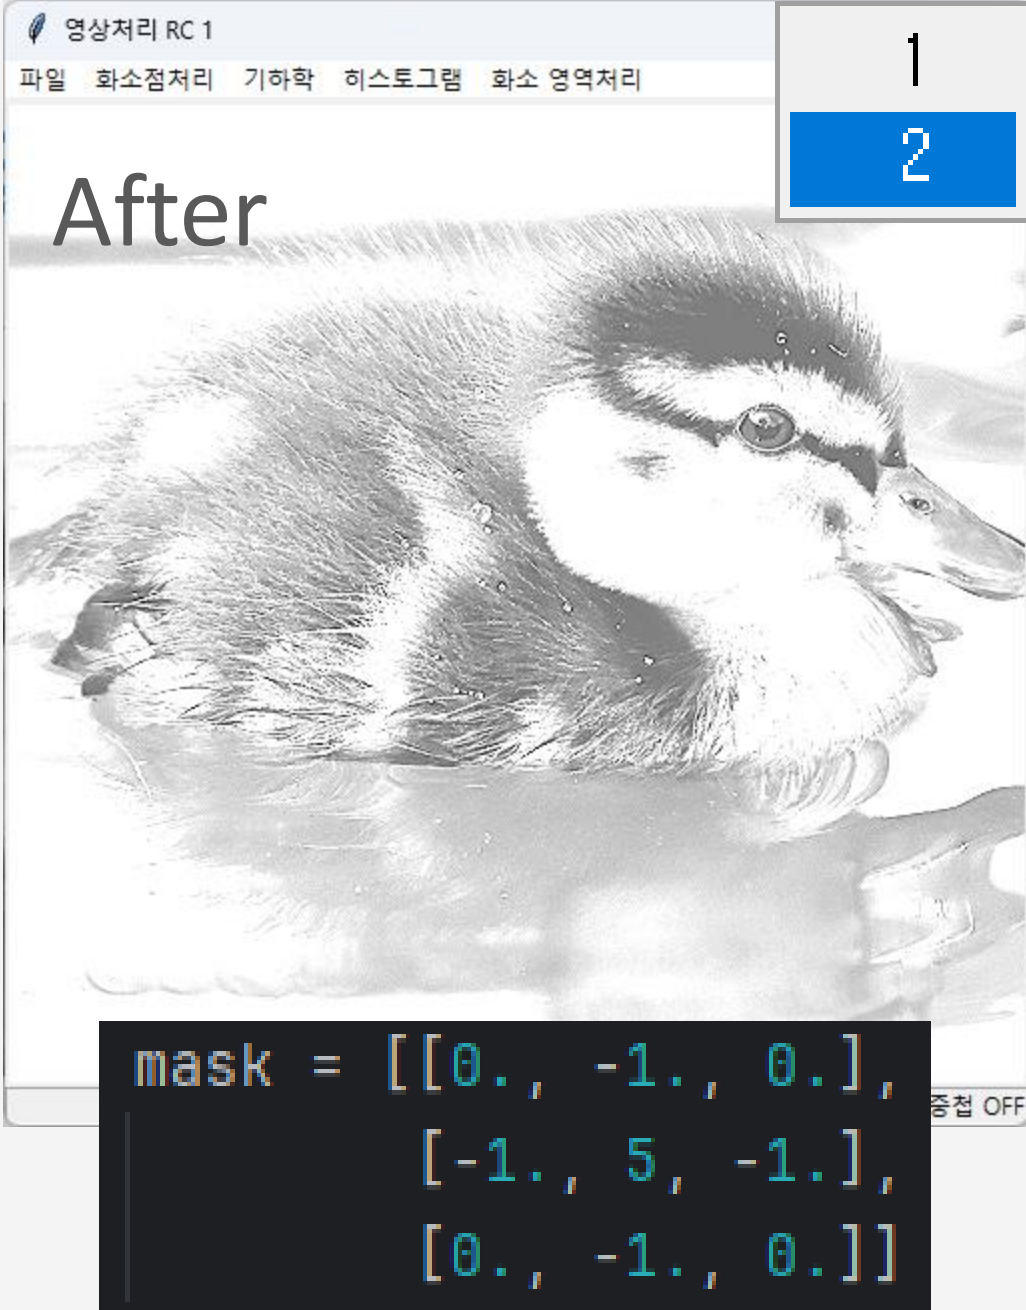 영상처리 RC 1
파일 화소점처리 기하학 히스토그램 화소 영역처리
1
2
After
mask = [[0., -1., 0.],
[-1., 5, -1.],
[0., -1., 0.]]
중첩 OFF